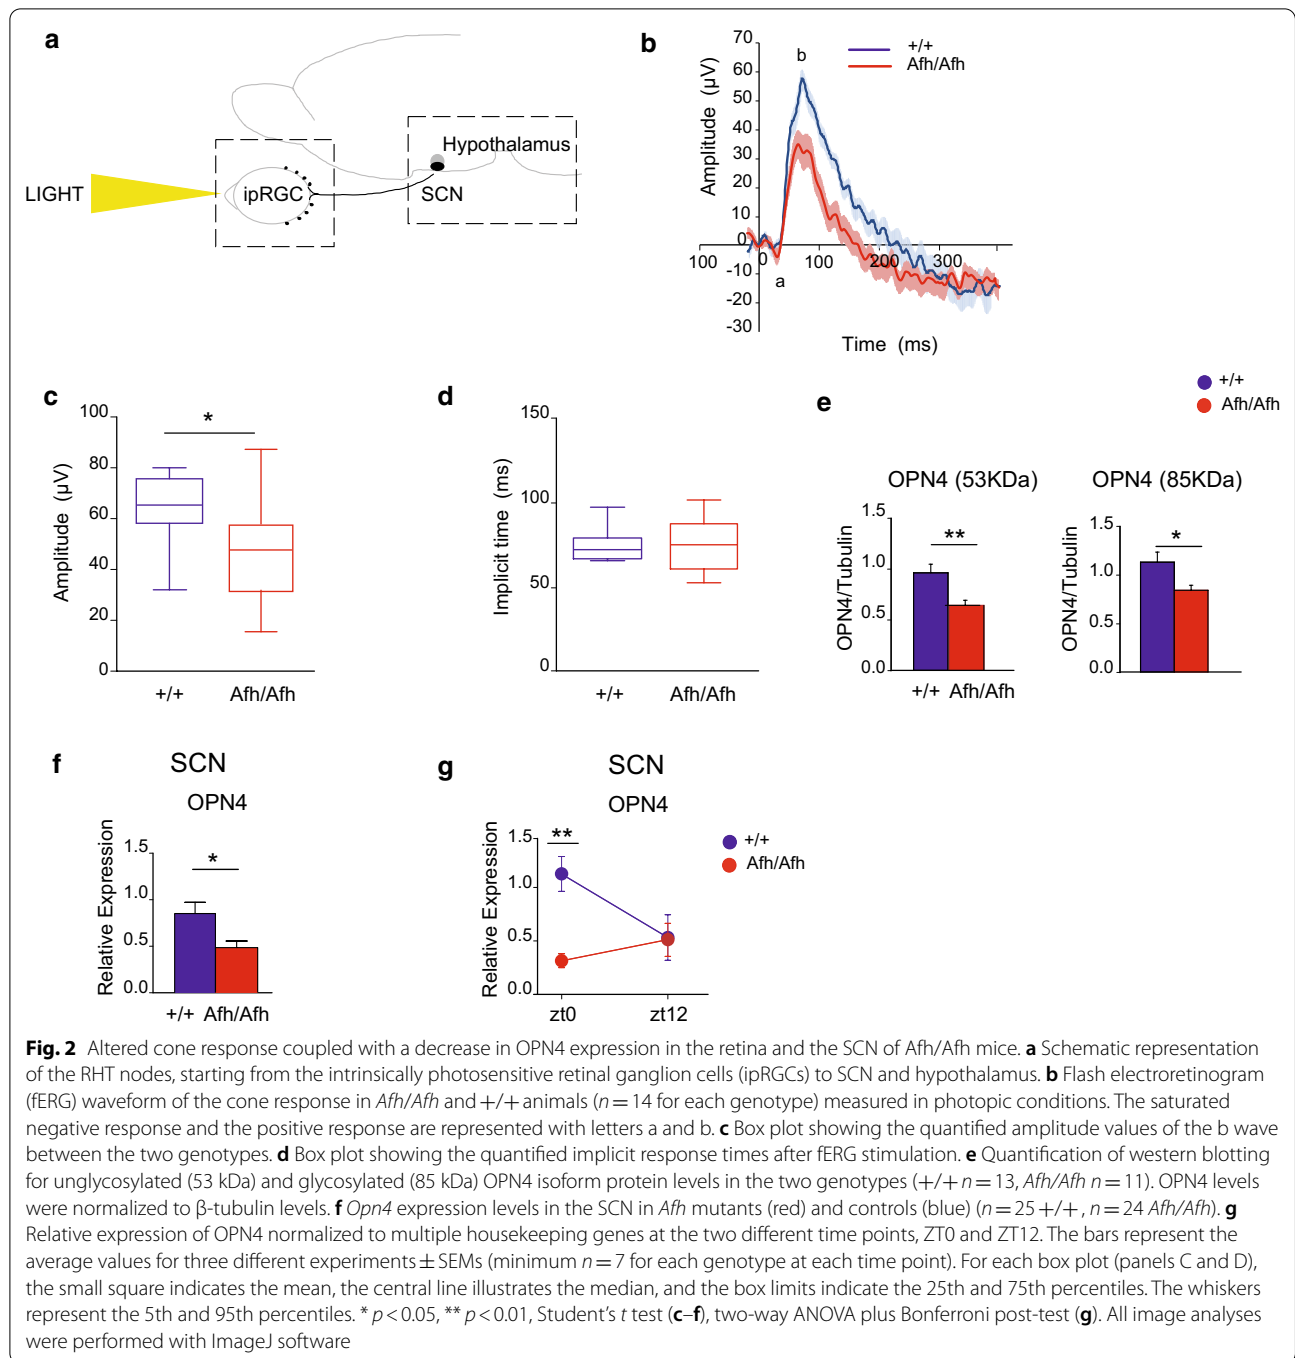 a
LIGHT
ipRGC
Hypothalamus
SCN
b
Amplitude (µV)
70
60
50
40
30
20
10
0
-10
-20
-30
100 0 100 200 300
b
a
+/+
Afh/Afh
Time (ms)
c
Amplitude (µV)
100
80
60
40
20
0
*
+/+ Afh/Afh
d
Implicit time (ms)
150
100
50
0
+/+ Afh/Afh
e
+/+
Afh/Afh
OPN4 (53KDa)
OPN4/Tubulin
1.5
1.0
0.5
0.0
**
+/+ Afh/Afh
OPN4 (85KDa)
OPN4/Tubulin
1.5
1.0
0.5
0.0
*
f
SCN
OPN4
Relative Expression
1.5
1.0
0.5
0.0
*
+/+ Afh/Afh
g
SCN
OPN4
Relative Expression
1.5
1.0
0.5
0.0
**
zt0 zt12
+/+
Afh/Afh
Fig. 2 Altered cone response coupled with a decrease in OPN4 expression in the retina and the SCN of Afh/Afh mice. a Schematic representation
of the RHT nodes, starting from the intrinsically photosensitive retinal ganglion cells (ipRGCs) to SCN and hypothalamus. b Flash electroretinogram
(fERG) waveform of the cone response in Afh/Afh and +/+ animals (n = 14 for each genotype) measured in photopic conditions. The saturated
negative response and the positive response are represented with letters a and b. c Box plot showing the quantified amplitude values of the b wave
between the two genotypes. d Box plot showing the quantified implicit response times after fERG stimulation. e Quantification of western blotting
for unglycosylated (53 kDa) and glycosylated (85 kDa) OPN4 isoform protein levels in the two genotypes (+/+ n = 13, Afh/Afh n = 11). OPN4 levels
were normalized to β-tubulin levels. f Opn4 expression levels in the SCN in Afh mutants (red) and controls (blue) (n = 25 +/+, n = 24 Afh/Afh). g
Relative expression of OPN4 normalized to multiple housekeeping genes at the two different time points, ZT0 and ZT12. The bars represent the
average values for three different experiments ± SEMs (minimum n = 7 for each genotype at each time point). For each box plot (panels C and D),
the small square indicates the mean, the central line illustrates the median, and the box limits indicate the 25th and 75th percentiles. The whiskers
represent the 5th and 95th percentiles. * p < 0.05, ** p < 0.01, Student's t test (c–f), two-way ANOVA plus Bonferroni post-test (g). All image analyses
were performed with ImageJ software